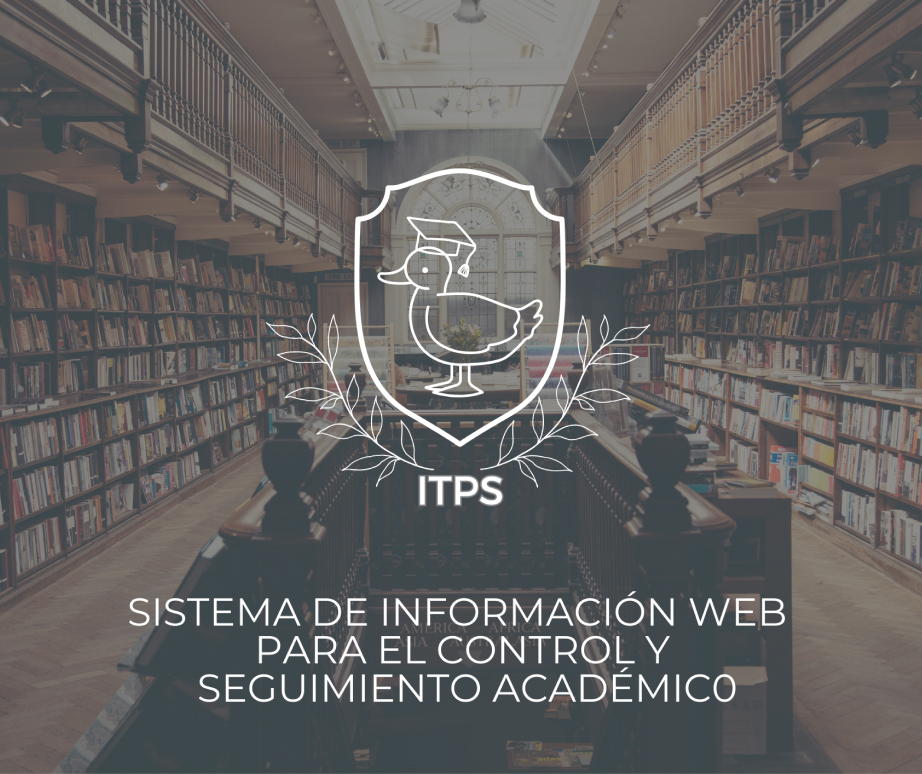 ITPS
SISTEMA DE INFORMACIÓN WEB
PARA EL CONTROL Y
SEGUIMIENTO ACADÉMIC0